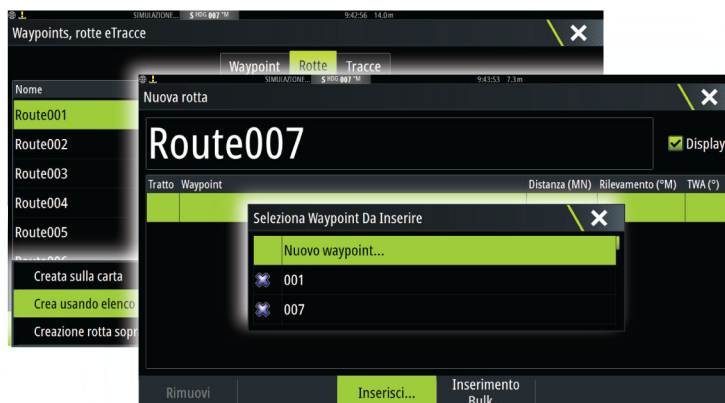 SIMULAZIONE... S HDG 007 °M 9:42:56 14.0 m
Waypoints, rotte eTracce
Waypoint Rotte Tracce
Nome
Route001
Route002
Route003
Route004
Route005
Route006
Creata sulla carta
Crea usando elenco
Creazione rotta sopr
SIMULAZIONE... S HDG 007 °M 9:43:53 7.3 m
Nuova rotta
Route007
Display
Tratto Waypoint Distanza (MN) Rilevamento (°M) TWA (°)
Seleziona Waypoint Da Inserire
Nuovo waypoint...
001
007
Rimuovi Inserisci... Inserimento
Bulk